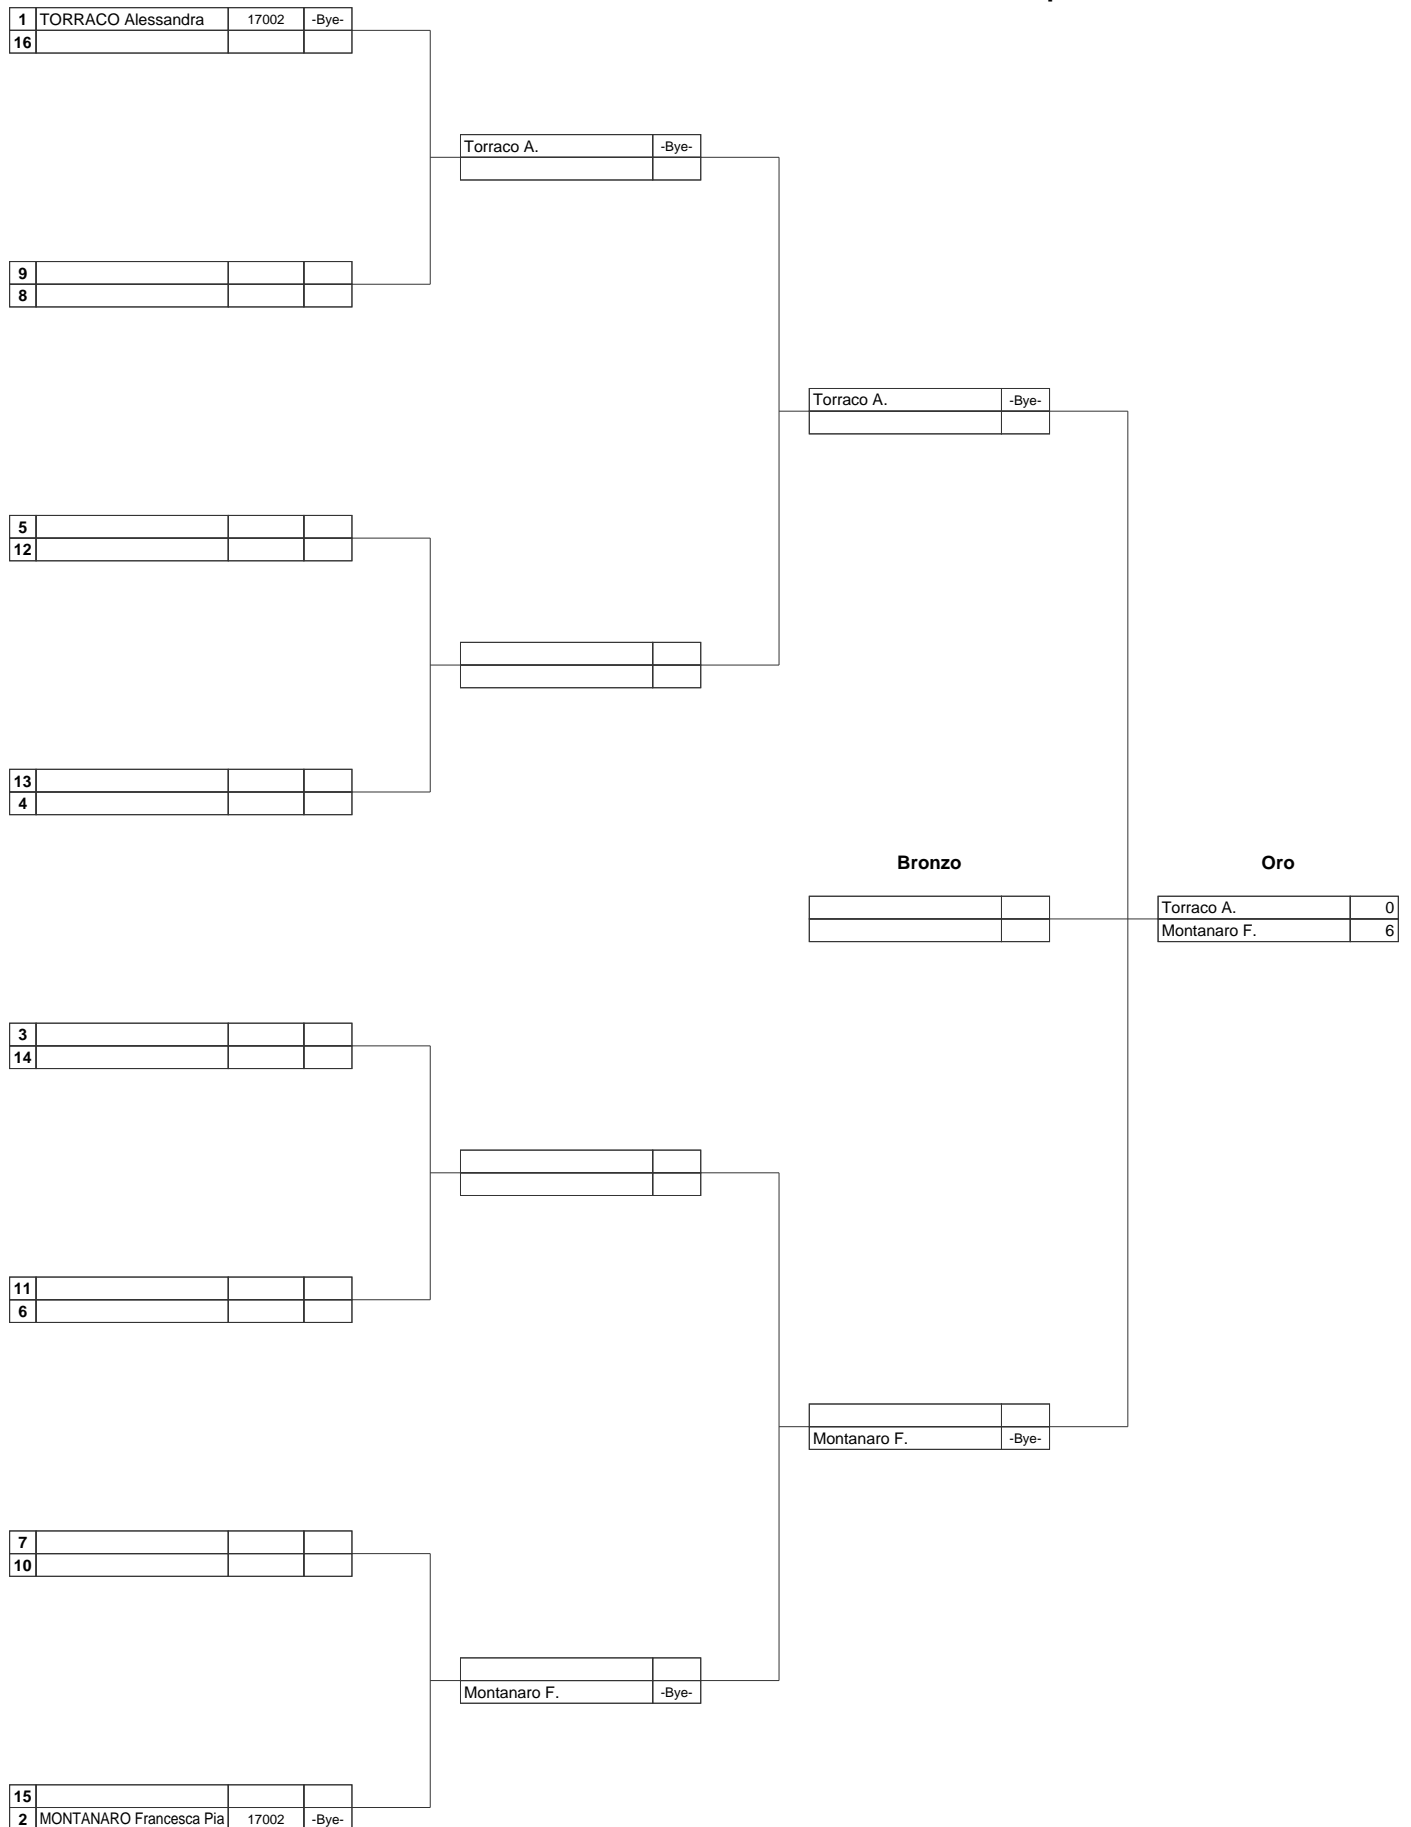 1 TORRACO Alessandra 17002 -Bye-
16
Torraco A. -Bye-
9
8
Torraco A. -Bye-
5
12
13
4
Bronzo Oro
Torraco A. 0
Montanaro F. 6
3
14
11
6
Montanaro F. -Bye-
7
10
Montanaro F. -Bye-
15
2 MONTANARO Francesca Pia 17002 -Bye-